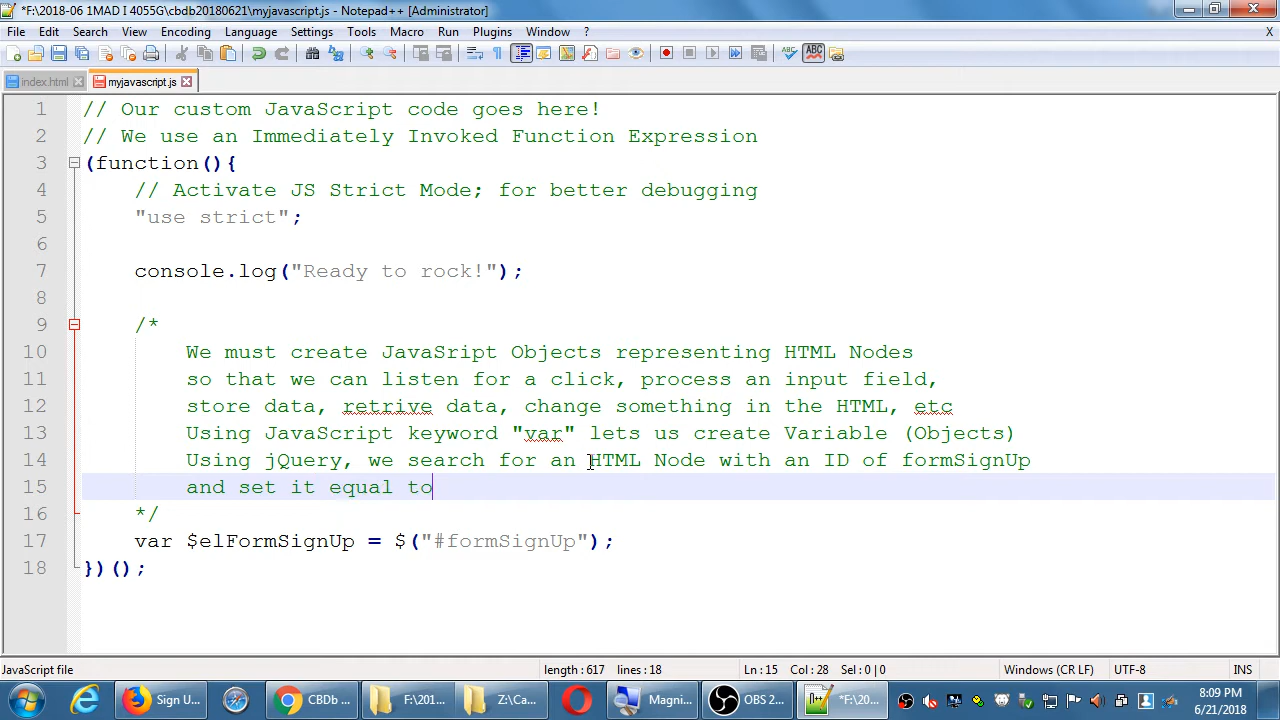 *F:\2018-06 1MAD I 4055G\cbdb20180621\myjavascript.js - Notepad++ [Administrator]
File Edit Search View Encoding Language Settings Tools Macro Run Plugins Window ? X
index.html myjavascript.js
1 // Our custom JavaScript code goes here!
2 // We use an Immediately Invoked Function Expression
3 (function(){
4 // Activate JS Strict Mode; for better debugging
5 "use strict";
6
7 console.log("Ready to rock!");
8
9 /*
10 We must create JavaSript Objects representing HTML Nodes
11 so that we can listen for a click, process an input field,
12 store data, retrive data, change something in the HTML, etc
13 Using JavaScript keyword "var" lets us create Variable (Objects)
14 Using jQuery, we search for an HTML Node with an ID of formSignUp
15 and set it equal to
16 */
17 var $elFormSignUp = $("#formSignUp");
18 })();
JavaScript file length : 617 lines : 18 Ln : 15 Col : 28 Sel : 0 | 0 Windows (CR LF) UTF-8 INS
Sign U... CBDb ... F:\201... Z:\Ca... Magni... OBS 2... *F:\20... 8:09 PM
6/21/2018